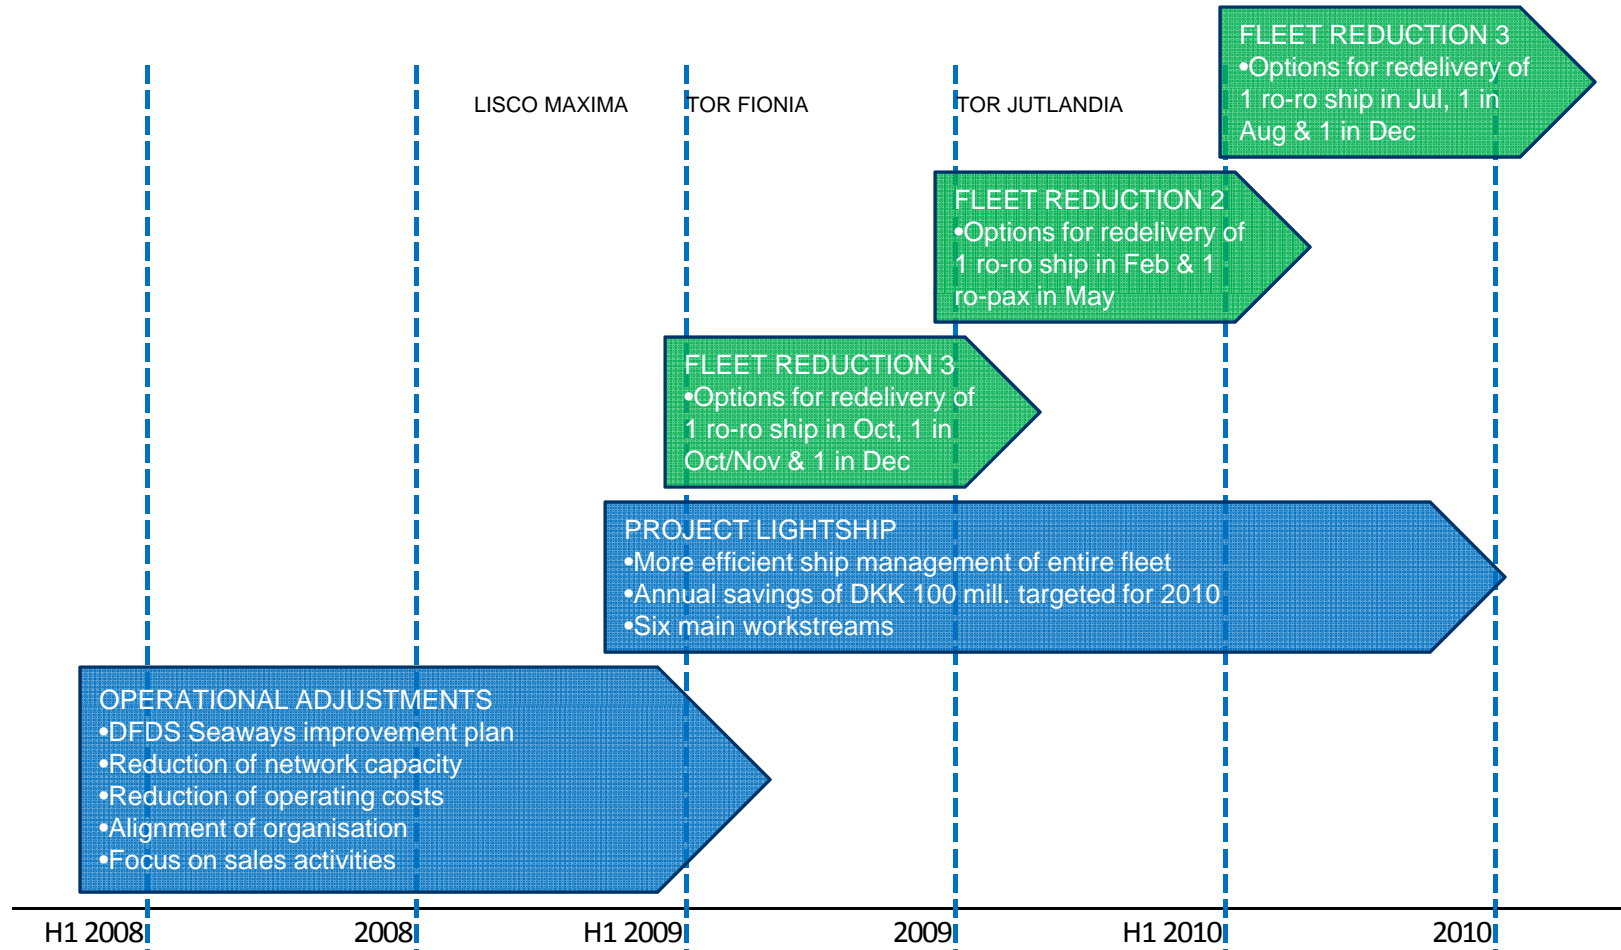 FLEET REDUCTION 3
•Options for redelivery of
1 ro-ro ship in Jul, 1 in
Aug & 1 in Dec
LISCO MAXIMA
TOR FIONIA
TOR JUTLANDIA
FLEET REDUCTION 2
•Options for redelivery of
1 ro-ro ship in Feb & 1
ro-pax in May
FLEET REDUCTION 3
•Options for redelivery of
1 ro-ro ship in Oct, 1 in
Oct/Nov & 1 in Dec
PROJECT LIGHTSHIP
•More efficient ship management of entire fleet
•Annual savings of DKK 100 mill. targeted for 2010
•Six main workstreams
OPERATIONAL ADJUSTMENTS
•DFDS Seaways improvement plan
•Reduction of network capacity
•Reduction of operating costs
•Alignment of organisation
•Focus on sales activities
H1 2008
2008
H1 2009
2009
H1 2010
2010